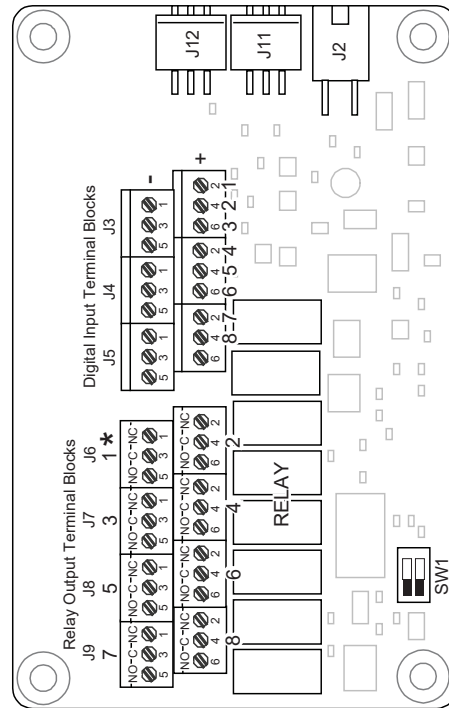 J12
J11
J2
Digital Input Terminal Blocks
-
+
J3
1
3
5
2
4
6
1
2
3
J4
1
3
5
2
4
6
4
5
6
J5
1
3
5
2
4
6
7
8
Relay Output Terminal Blocks
J6
1*
NO-C-NC
1
3
5
NO-C-NC
2
4
6
2
J7
3
NO-C-NC
1
3
5
NO-C-NC
2
4
6
4
J8
5
NO-C-NC
1
3
5
NO-C-NC
2
4
6
6
J9
7
NO-C-NC
1
3
5
NO-C-NC
2
4
6
8
RELAY
SW1